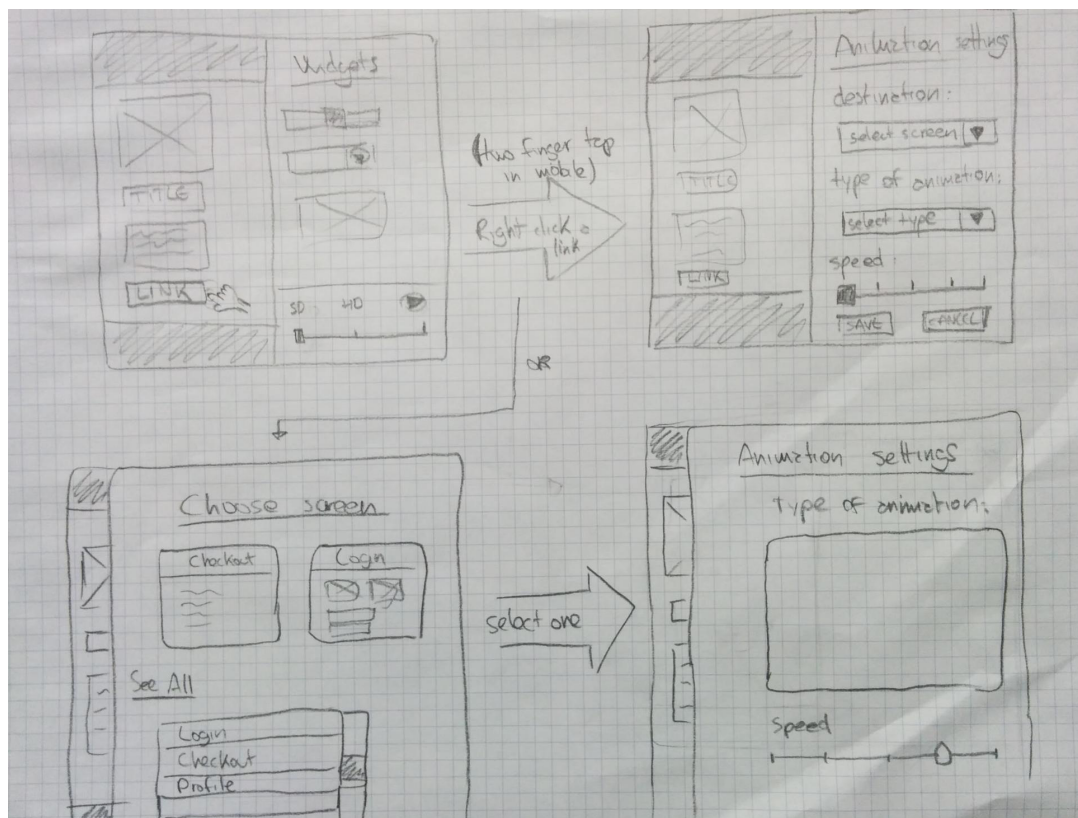 Widgets
TITLE
LINK
(two finger tap
in mobile)
Right click a
link
OR
Animation settings
destination:
select screen
type of animation:
select type
speed:
TITLE
LINK
SAVE
CANCEL
Choose screen
Checkout
Login
See All
Login
Checkout
Profile
select one
Animation settings
Type of animation:
Speed